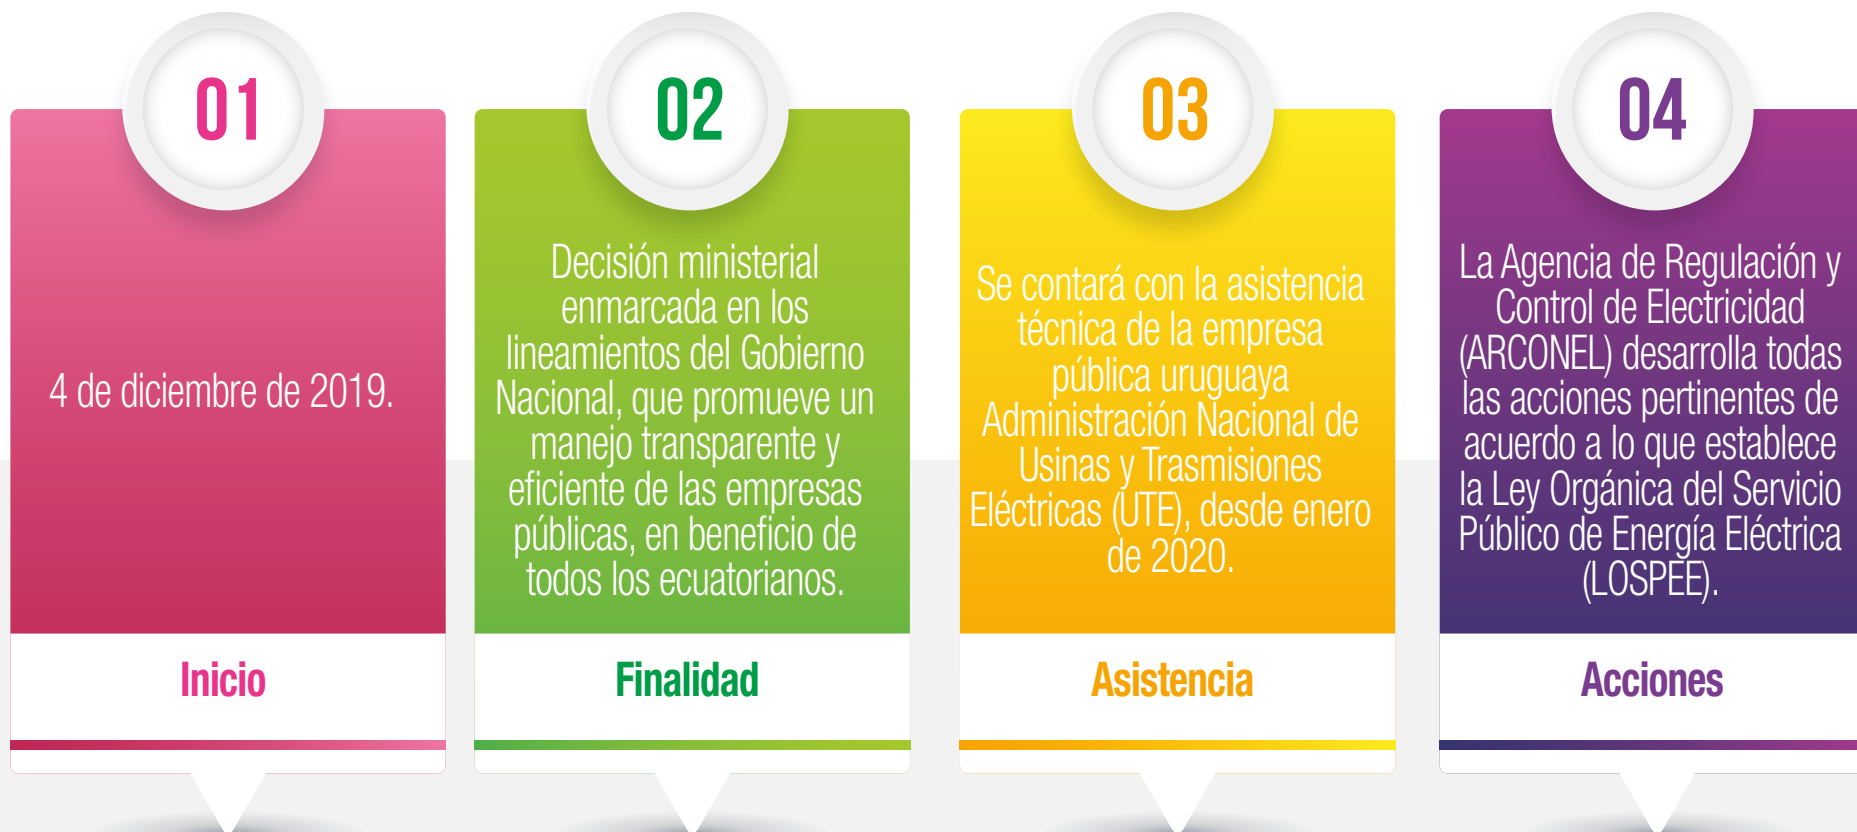 01
4 de diciembre de 2019.
Inicio
02
Decisión ministerial
enmarcada en los
lineamientos del Gobierno
Nacional, que promueve un
manejo transparente y
eficiente de las empresas
públicas, en beneficio de
todos los ecuatorianos.
Finalidad
03
Se contará con la asistencia
técnica de la empresa
pública uruguaya
Administración Nacional de
Usinas y Trasmisiones
Eléctricas (UTE), desde enero
de 2020.
Asistencia
04
La Agencia de Regulación y
Control de Electricidad
(ARCONEL) desarrolla todas
las acciones pertinentes de
acuerdo a lo que establece
la Ley Orgánica del Servicio
Público de Energía Eléctrica
(LOSPEE).
Acciones